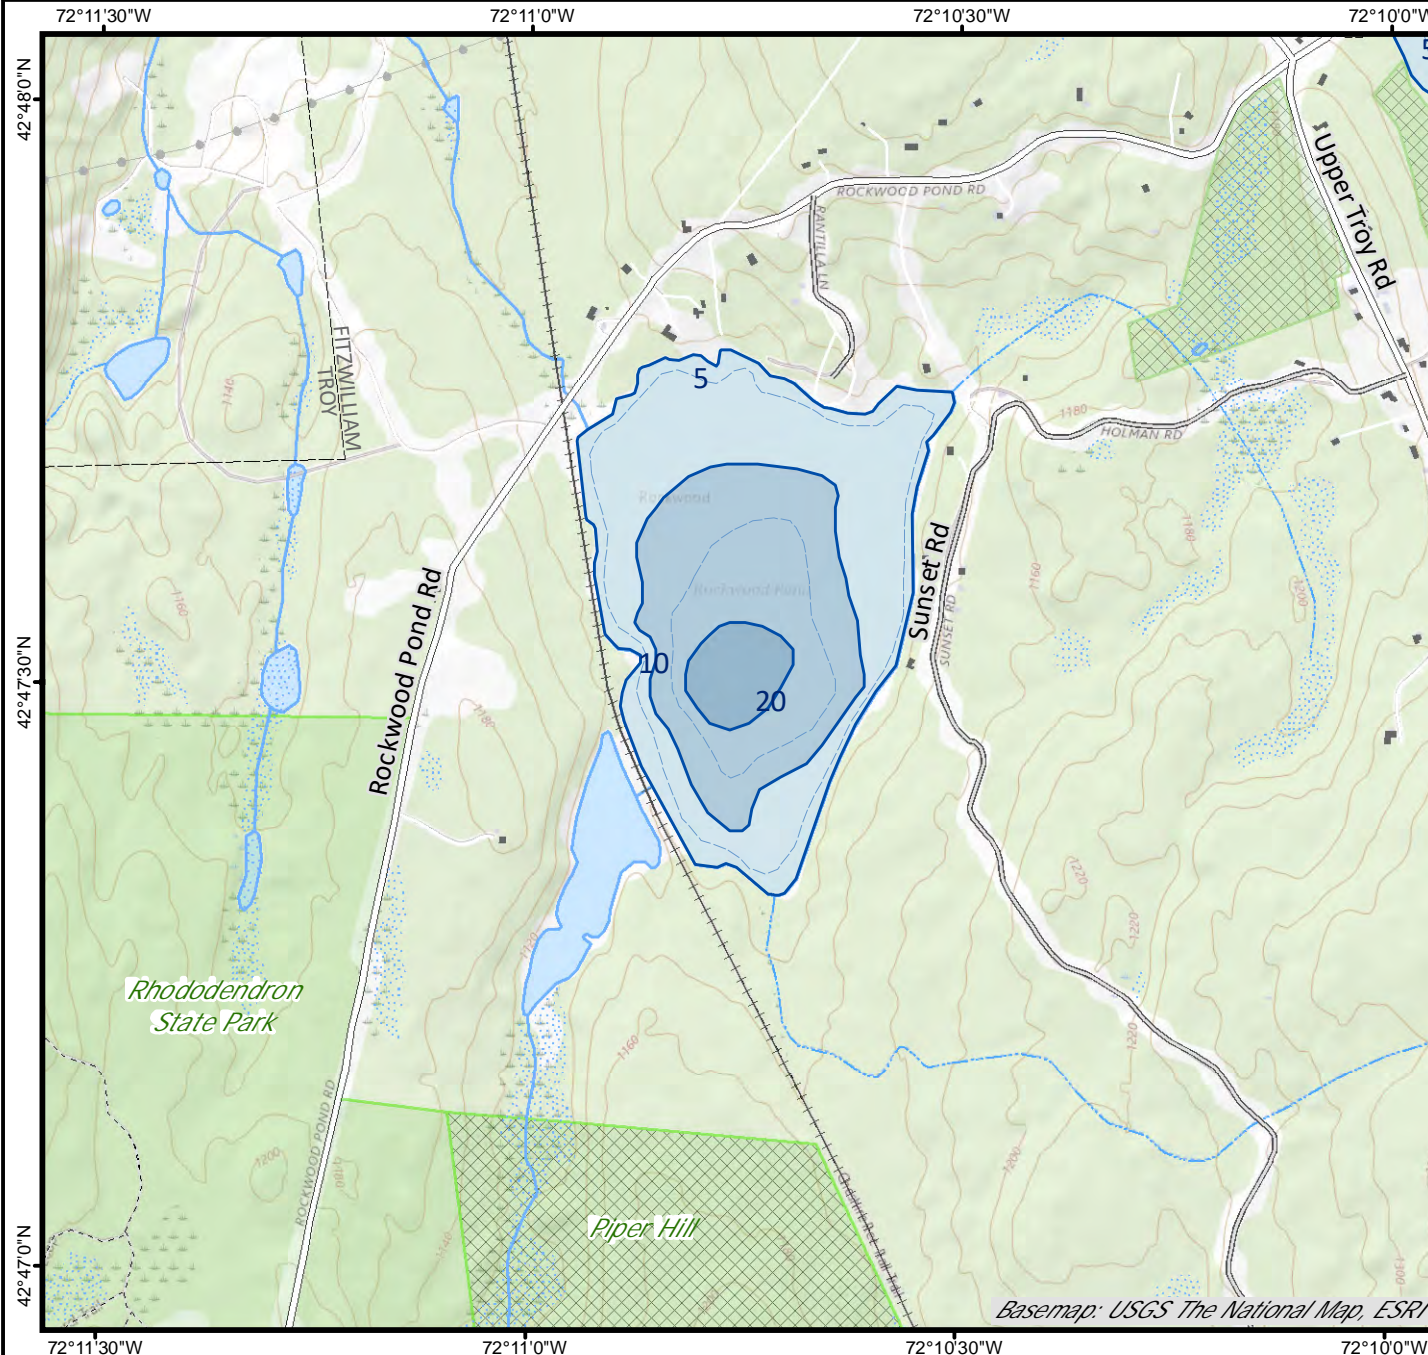 72°11'30"W
72°11'0"W
72°10'30"W
72°10'0"W
42°48'0"N
42°47'30"N
42°47'0"N
5
Upper Troy Rd
ROCKWOOD POND RD
RANTILLA LN
FITZWILLIAM
TROY
1140
5
1180
HOLMAN RD
Rockwood
1180
Rockwood Pond
Sunset Rd
SUNSET RD
1160
1200
1160
Rockwood Pond Rd
10
20
1180
1220
1220
1220
1160
Rhododendron
State Park
ROCKWOOD POND RD
1200
1200
1140
Piper Hill
Basemap: USGS The National Map, ESRI
72°11'30"W
72°11'0"W
72°10'30"W
72°10'0"W